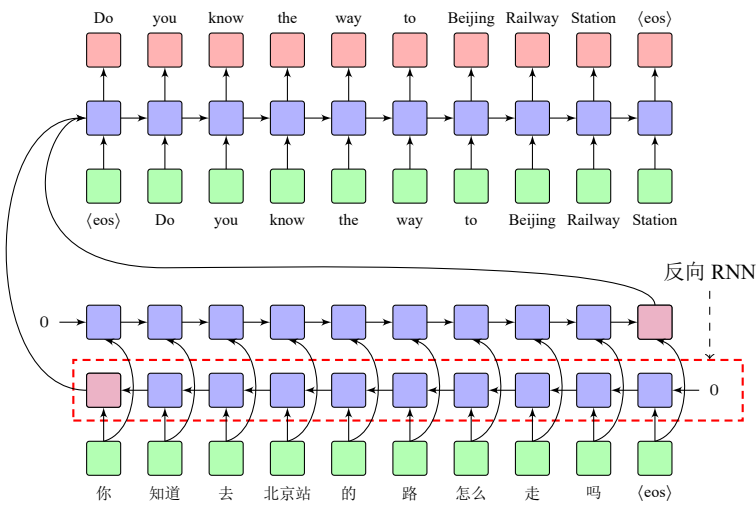 Do you know the way to Beijing Railway Station ⟨eos⟩
⟨eos⟩ Do you know the way to Beijing Railway Station
反向 RNN
0
0
你 知道 去 北京站 的 路 怎么 走 吗 ⟨eos⟩